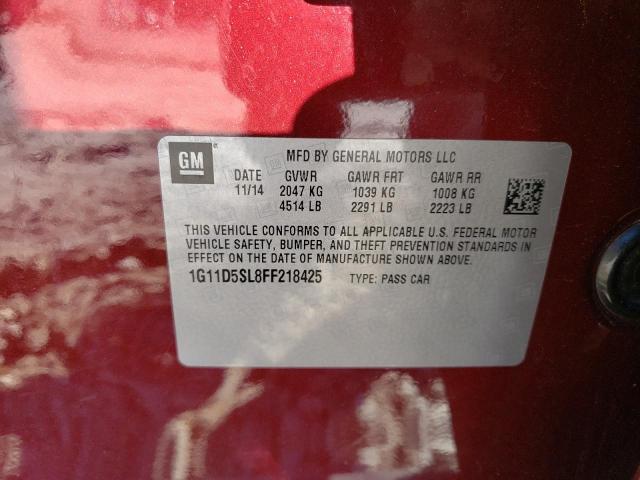 GM MFD BY GENERAL MOTORS LLC
DATE GVWR GAWR FRT GAWR RR
11/14 2047 KG 1039 KG 1008 KG
4514 LB 2291 LB 2223 LB
THIS VEHICLE CONFORMS TO ALL APPLICABLE U.S. FEDERAL MOTOR
VEHICLE SAFETY, BUMPER, AND THEFT PREVENTION STANDARDS IN
EFFECT ON THE DATE OF MANUFACTURE SHOWN ABOVE.
1G11D5SL8FF218425 TYPE: PASS CAR